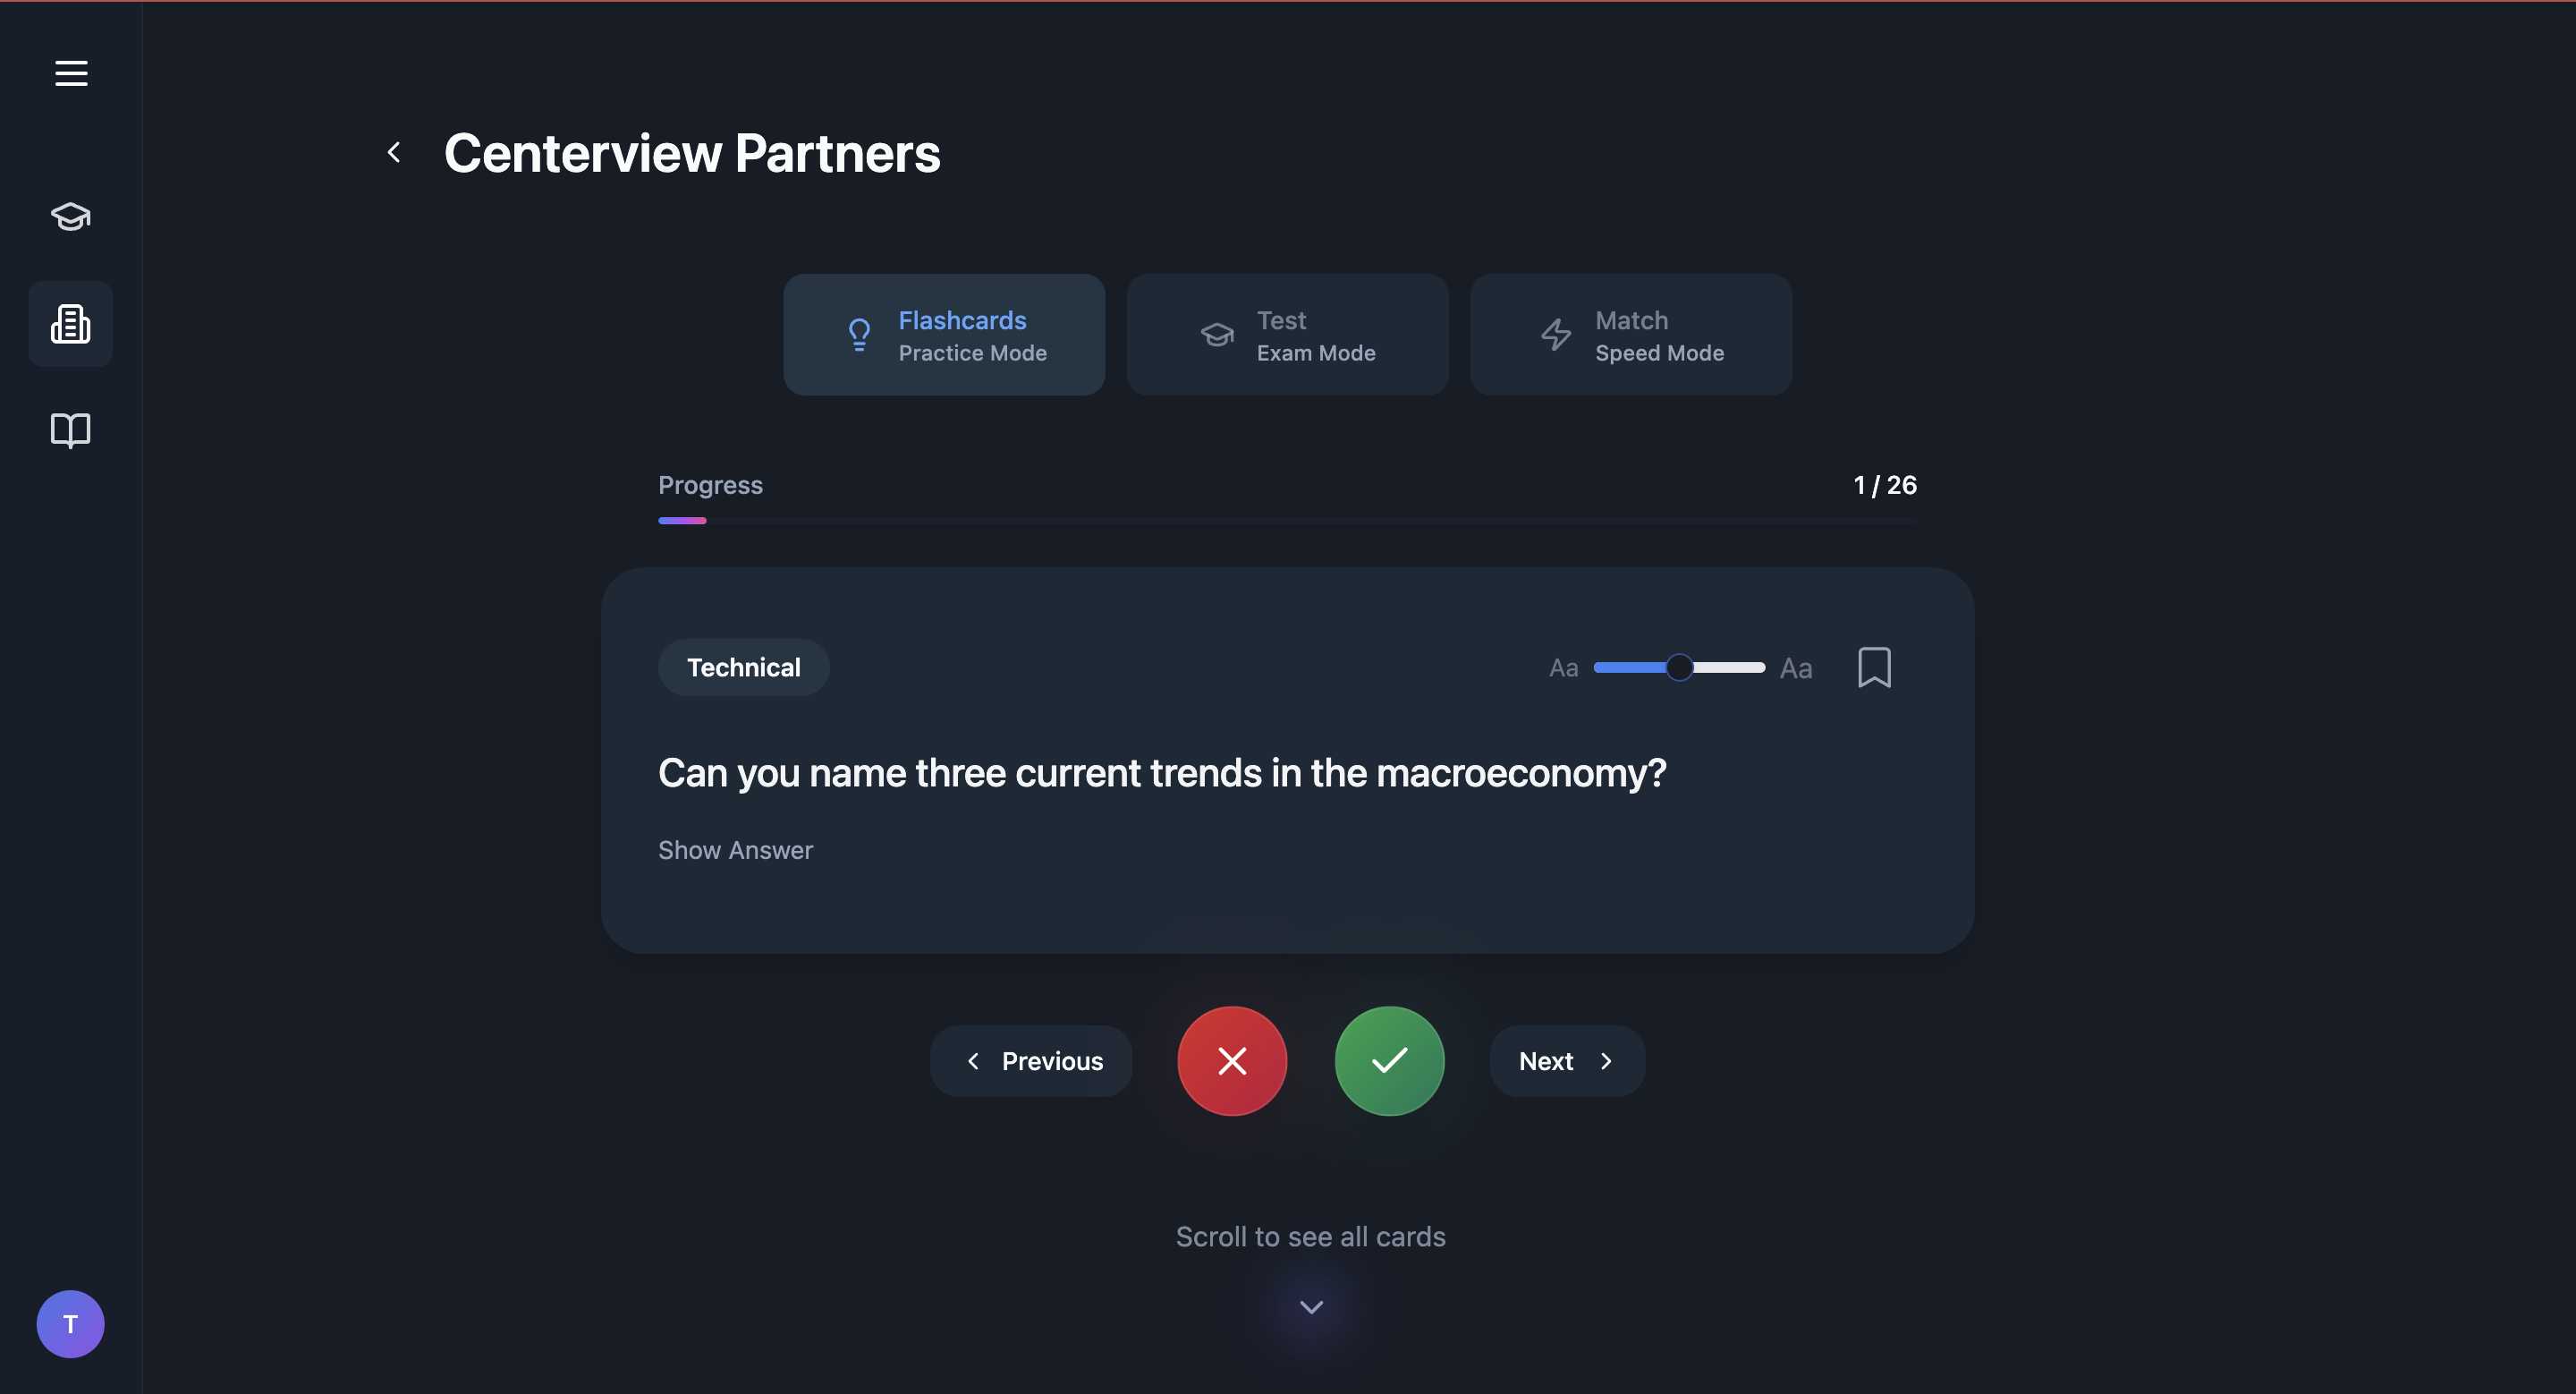 Centerview Partners
Flashcards
Practice Mode
Test
Exam Mode
Match
Speed Mode
Progress
1 / 26
Technical
Aa
Aa
Can you name three current trends in the macroeconomy?
Show Answer
Previous
Next
Scroll to see all cards
T